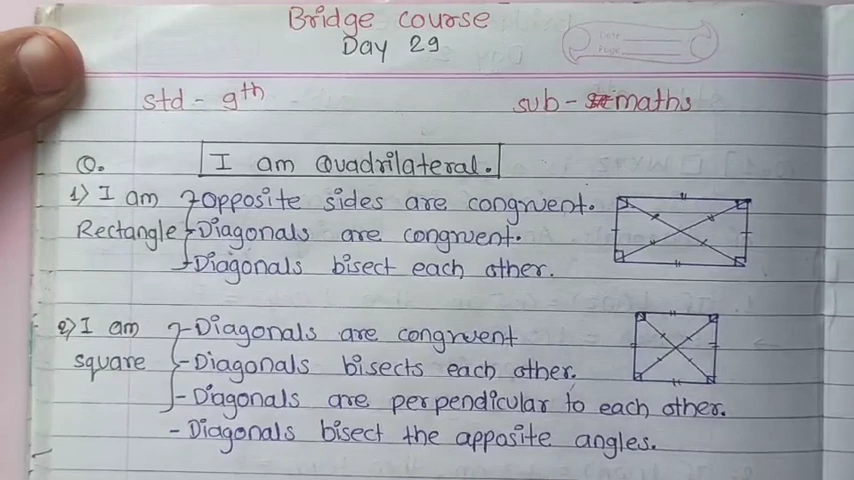 Bridge course
Day 29
Date
Page
std - 9th
sub - maths
Q. I am Quadrilateral.
1) I am - Opposite sides are congruent.
Rectangle - Diagonals are congruent.
- Diagonals bisect each other.
2) I am - Diagonals are congruent
square - Diagonals bisects each other.
- Diagonals are perpendicular to each other.
- Diagonals bisect the apposite angles.